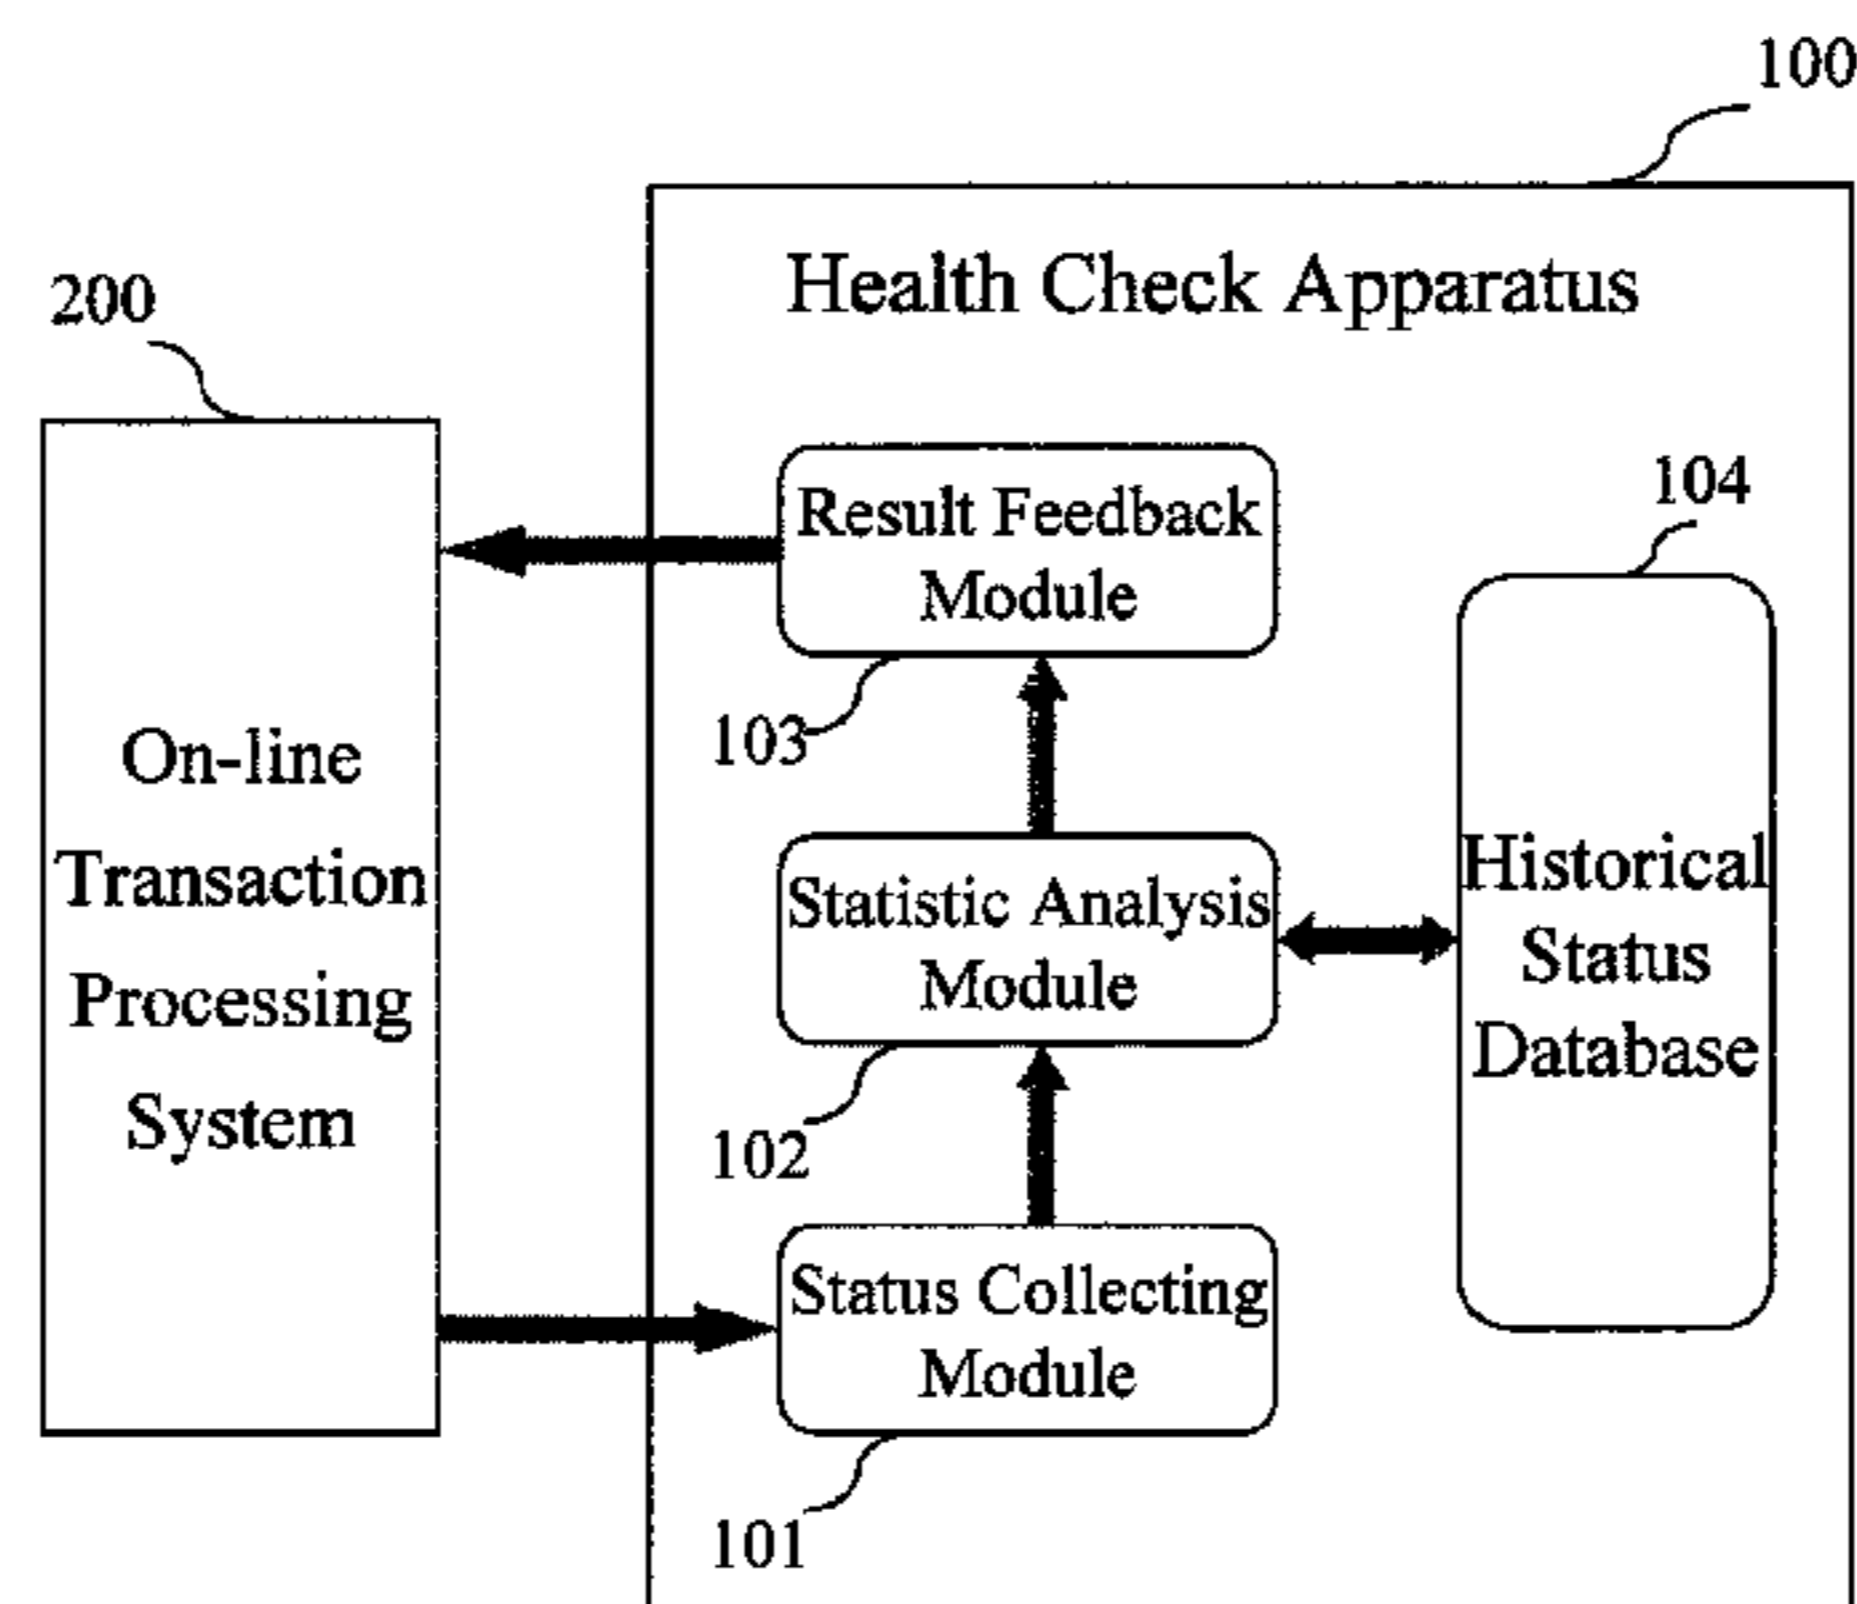 100
Health Check Apparatus
200
Result Feedback
Module
104
103
On-line
Transaction
Processing
System
Statistic Analysis
Module
Historical
Status
Database
102
Status Collecting
Module
101